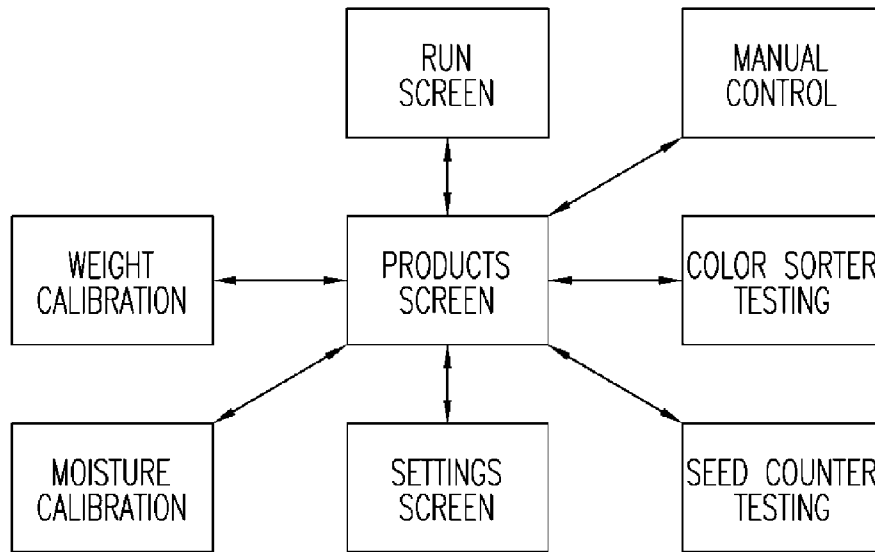 RUN
SCREEN
MANUAL
CONTROL
WEIGHT
CALIBRATION
PRODUCTS
SCREEN
COLOR SORTER
TESTING
MOISTURE
CALIBRATION
SETTINGS
SCREEN
SEED COUNTER
TESTING